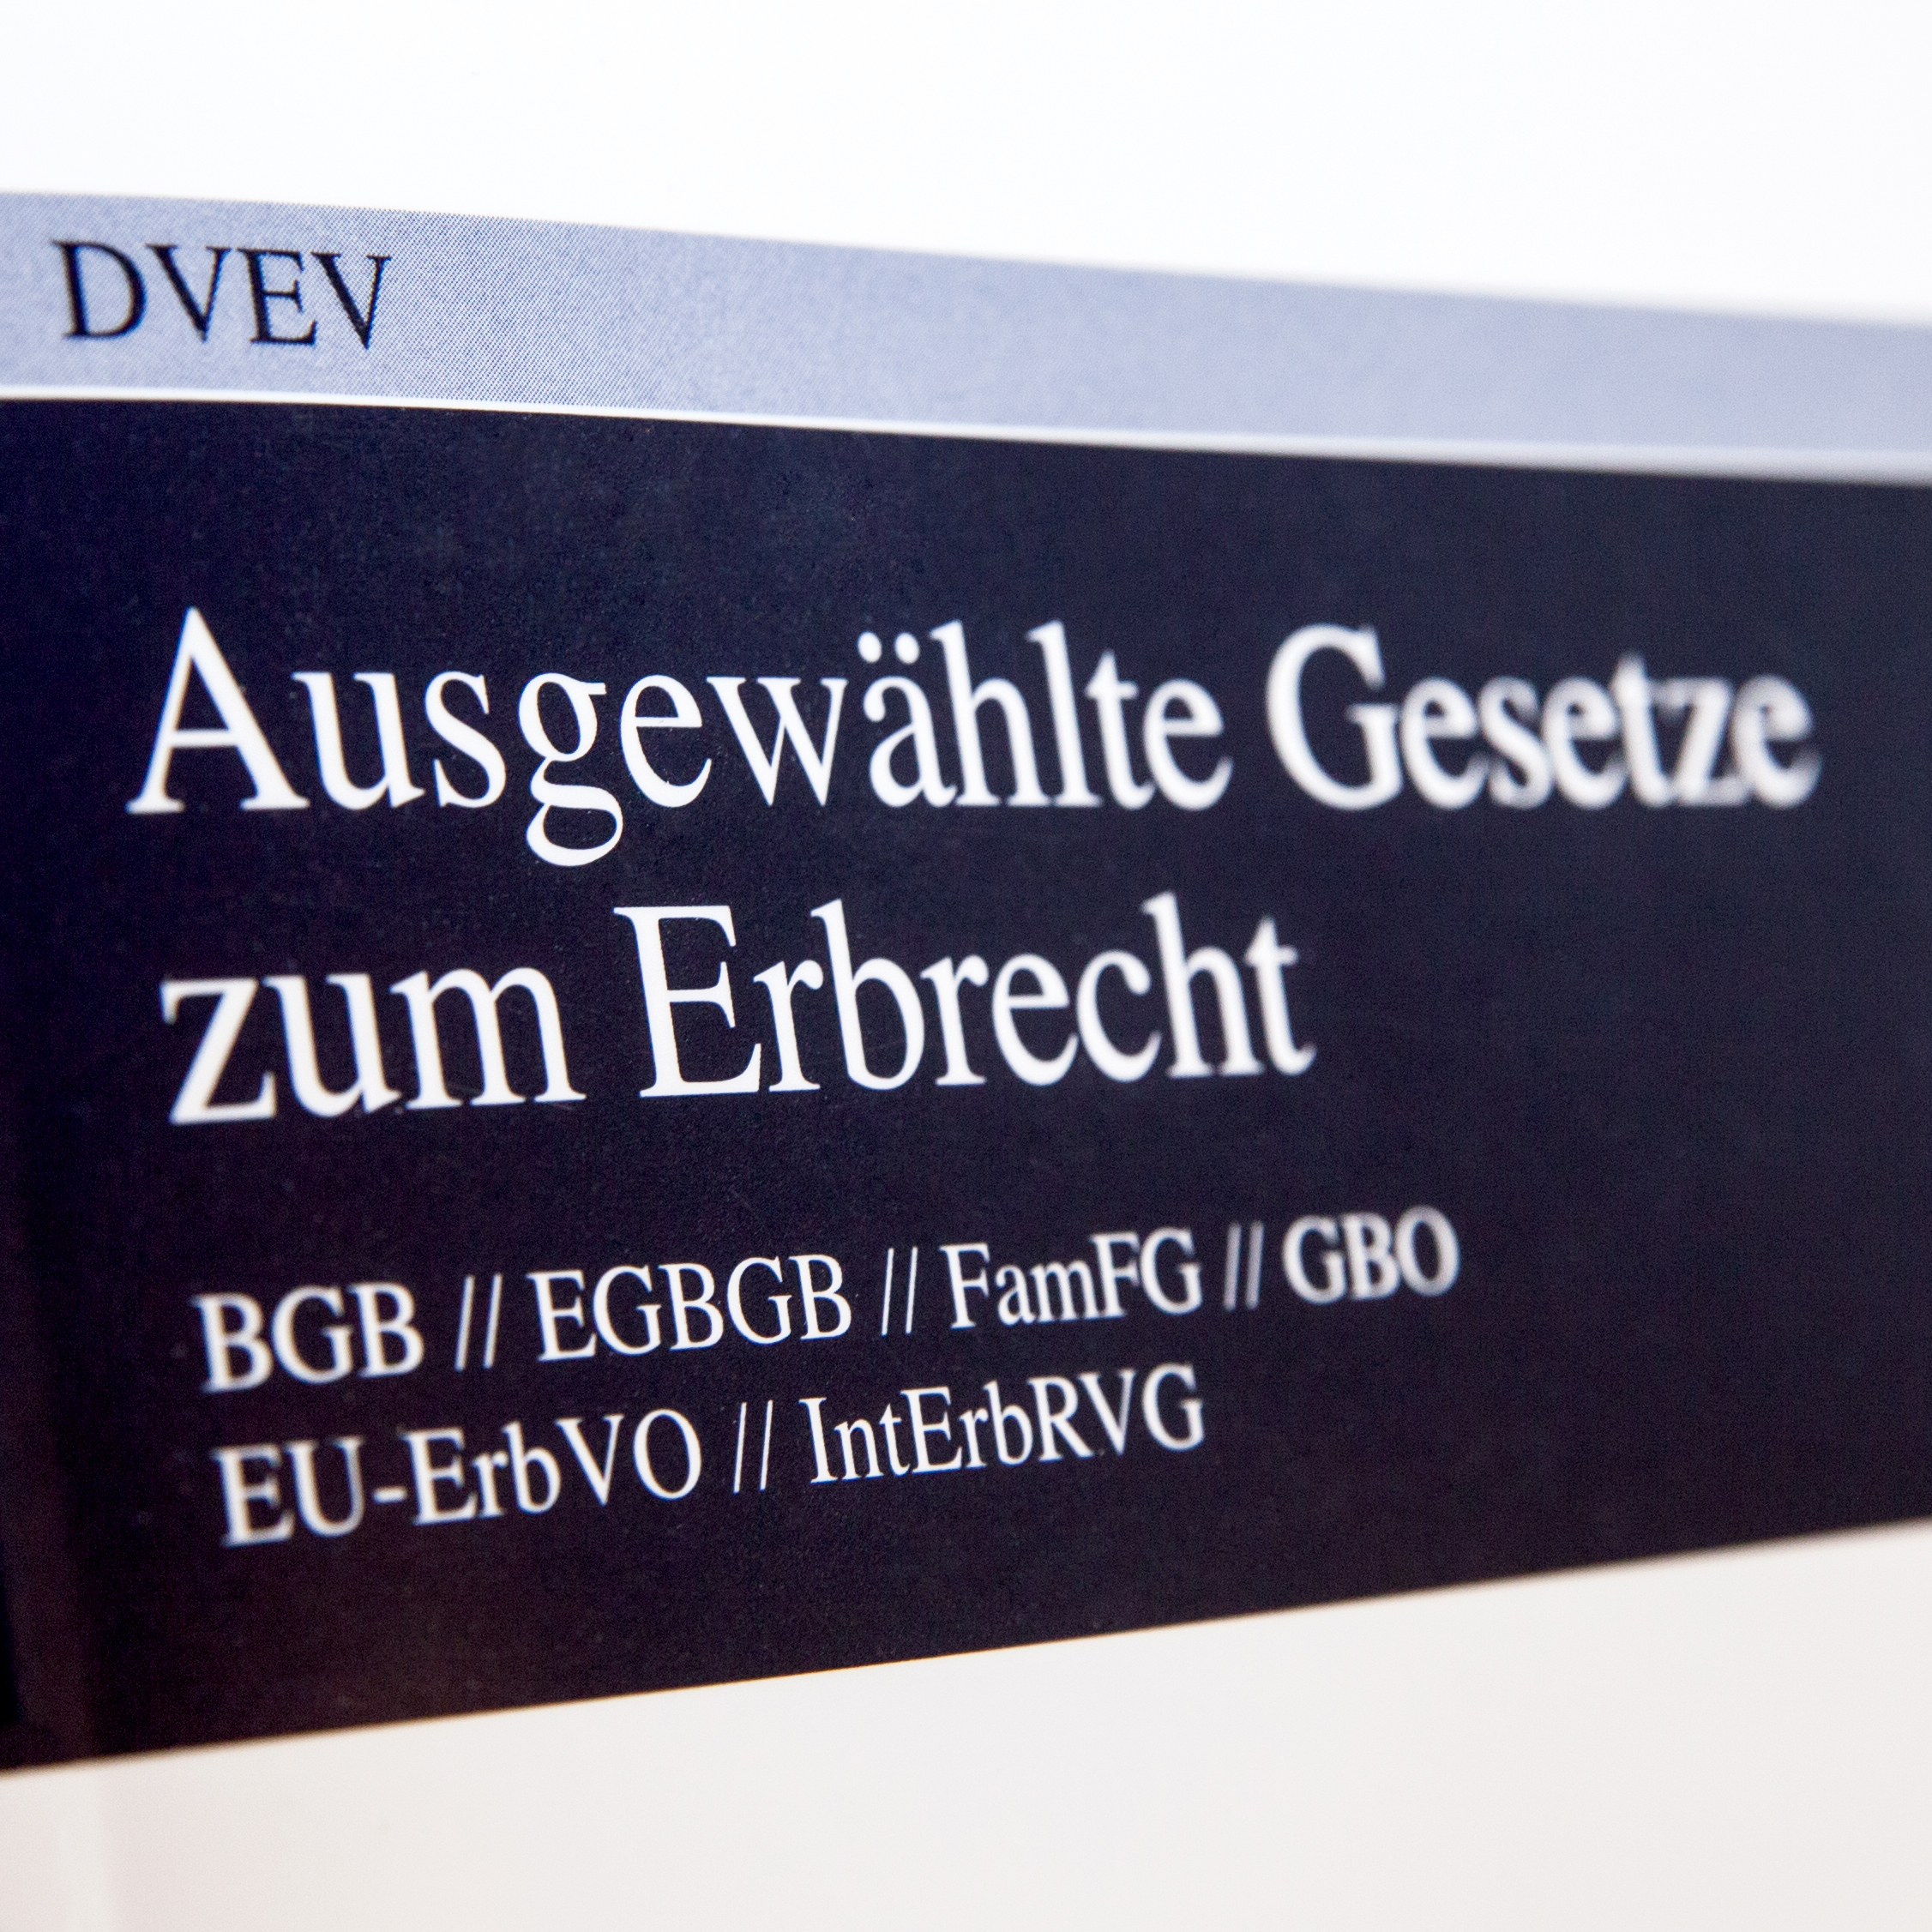 DVEV
Ausgewählte Gesetze
zum Erbrecht
BGB // EGBGB // FamFG // GBO
EU-ErbVO // IntErbRVG